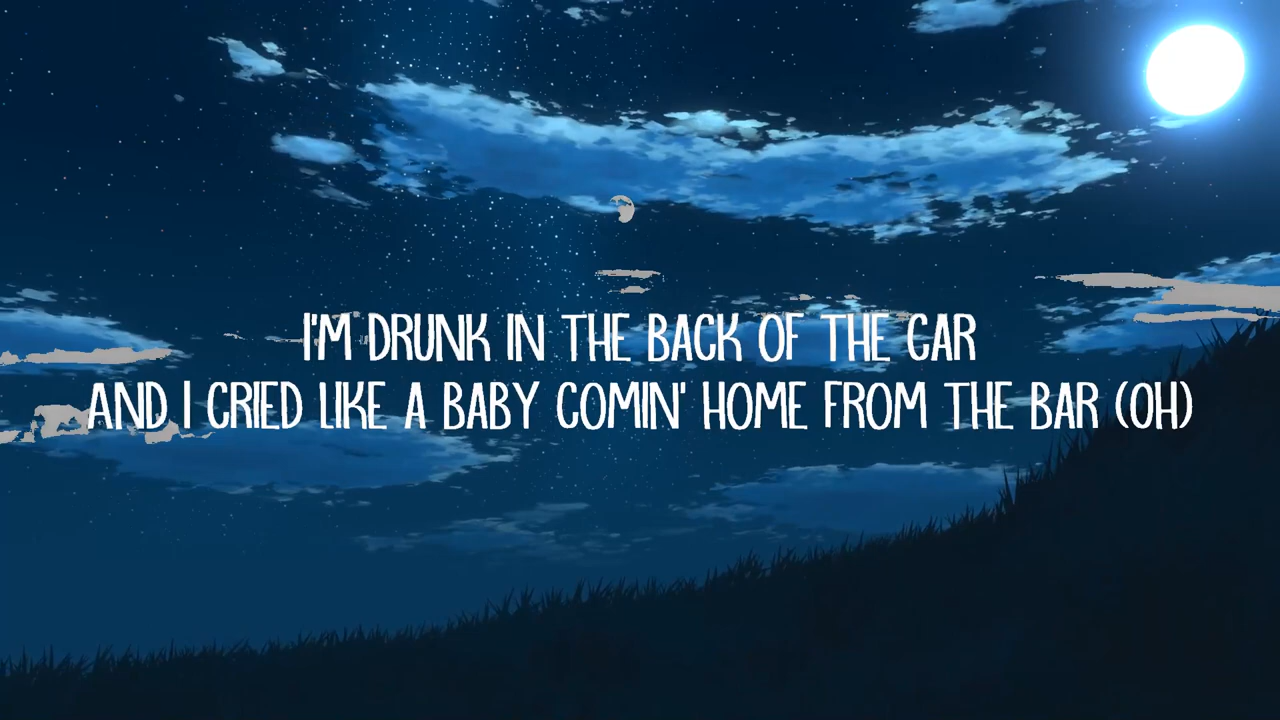 I'M DRUNK IN THE BACK OF THE CAR
AND I CRIED LIKE A BABY COMIN' HOME FROM THE BAR (OH)